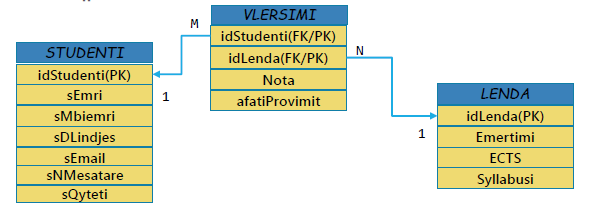 STUDENTI
idStudenti(PK)
sEmri
sMbiemri
sDLindjes
sEmail
sNMesatare
sQyteti
M
1
VLERSIMI
idStudenti(FK/PK)
idLenda(FK/PK)
Nota
afatiProvimit
N
1
LENDA
idLenda(PK)
Emertimi
ECTS
Syllabusi